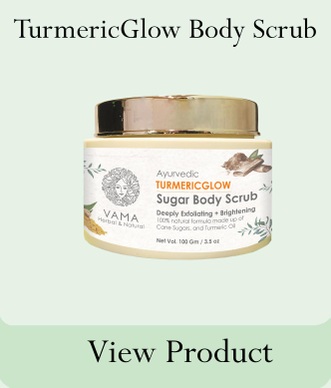 TurmericGlow Body Scrub
Ayurvedic
TURMERICGLOW
Sugar Body Scrub
Deeply Exfoliating + Brightening
100% natural formula made up of
Cane Sugars, and Turmeric Oil
Net Vol. 100 Gm / 3.5 oz
VAMA
Herbal & Natural
View Product